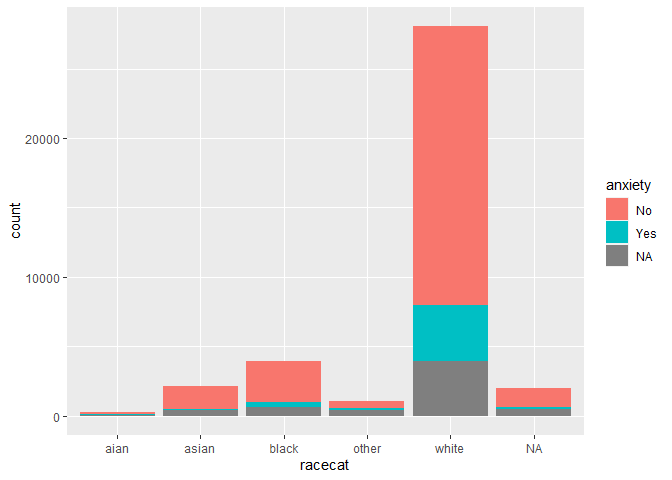 count
20000
10000
0
aian asian black other white NA
racecat
anxiety
No
Yes
NA